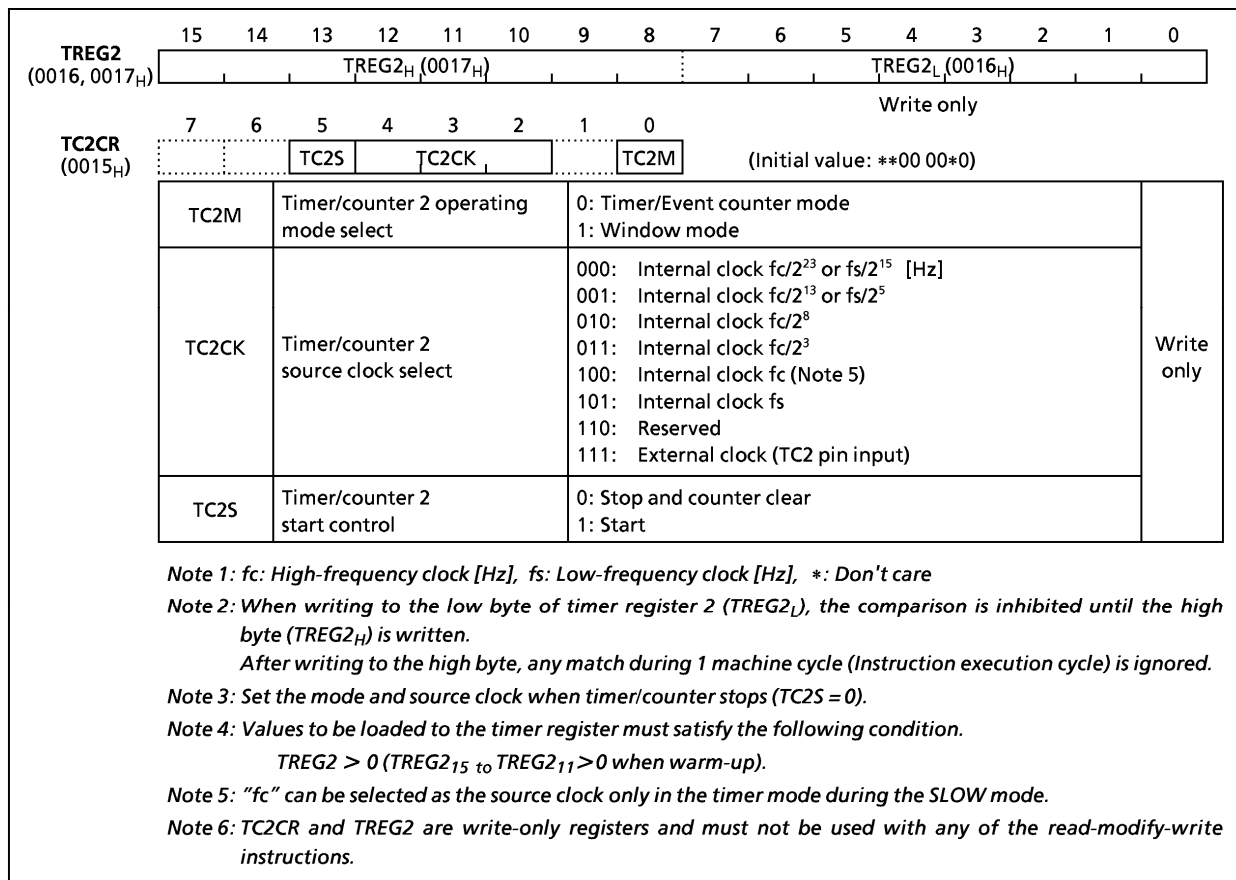 15 14 13 12 11 10 9 8 7 6 5 4 3 2 1 0
TREG2
(0016, 0017H)
TREG2H (0017H) TREG2L (0016H)
Write only
7 6 5 4 3 2 1 0
TC2CR
(0015H)
TC2S TC2CK TC2M (Initial value: **00 00*0)
TC2M
Timer/counter 2 operating
mode select
0: Timer/Event counter mode
1: Window mode
TC2CK
Timer/counter 2
source clock select
000: Internal clock fc/2²³ or fs/2¹⁵ [Hz]
001: Internal clock fc/2¹³ or fs/2⁵
010: Internal clock fc/2⁸
011: Internal clock fc/2³
100: Internal clock fc (Note 5)
101: Internal clock fs
110: Reserved
111: External clock (TC2 pin input)
Write
only
TC2S
Timer/counter 2
start control
0: Stop and counter clear
1: Start
Note 1: fc: High-frequency clock [Hz], fs: Low-frequency clock [Hz], *: Don't care
Note 2: When writing to the low byte of timer register 2 (TREG2L), the comparison is inhibited until the high
byte (TREG2H) is written.
After writing to the high byte, any match during 1 machine cycle (Instruction execution cycle) is ignored.
Note 3: Set the mode and source clock when timer/counter stops (TC2S = 0).
Note 4: Values to be loaded to the timer register must satisfy the following condition.
TREG2 > 0 (TREG215 to TREG211>0 when warm-up).
Note 5: "fc" can be selected as the source clock only in the timer mode during the SLOW mode.
Note 6: TC2CR and TREG2 are write-only registers and must not be used with any of the read-modify-write
instructions.